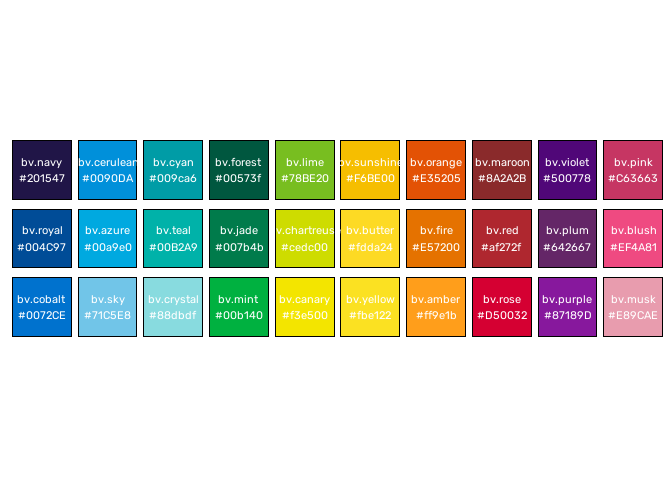 bv.navy
#201547
bv.cerulean
#0090DA
bv.cyan
#009ca6
bv.forest
#00573f
bv.lime
#78BE20
bv.sunshine
#F6BE00
bv.orange
#E35205
bv.maroon
#8A2A2B
bv.violet
#500778
bv.pink
#C63663
bv.royal
#004C97
bv.azure
#00a9e0
bv.teal
#00B2A9
bv.jade
#007b4b
bv.chartreuse
#cedc00
bv.butter
#fdda24
bv.fire
#E57200
bv.red
#af272f
bv.plum
#642667
bv.blush
#EF4A81
bv.cobalt
#0072CE
bv.sky
#71C5E8
bv.crystal
#88dbdf
bv.mint
#00b140
bv.canary
#f3e500
bv.yellow
#fbe122
bv.amber
#ff9e1b
bv.rose
#D50032
bv.purple
#87189D
bv.musk
#E89CAE